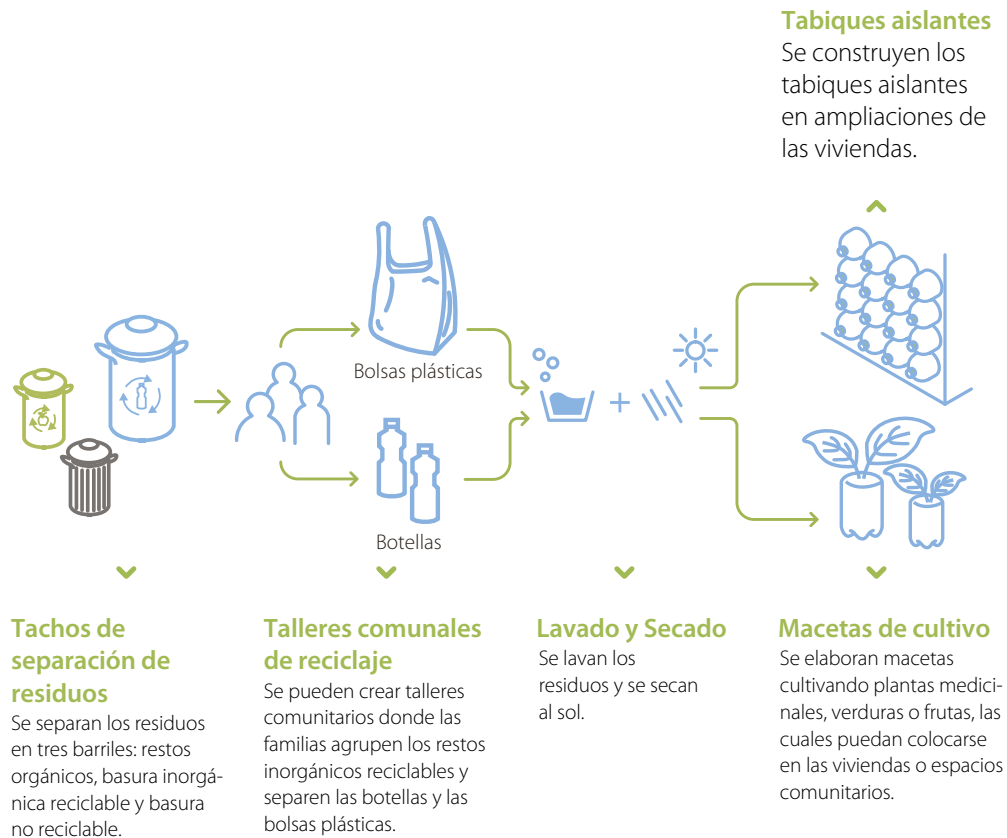 Tabiques aislantes
Se construyen los
tabiques aislantes
en ampliaciones de
las viviendas.
Bolsas plásticas
Botellas
Tachos de
separación de
residuos
Se separan los residuos
en tres barriles: restos
orgánicos, basura inorgá-
nica reciclable y basura
no reciclable.
Talleres comunales
de reciclaje
Se pueden crear talleres
comunitarios donde las
familias agrupen los restos
inorgánicos reciclables y
separen las botellas y las
bolsas plásticas.
Lavado y Secado
Se lavan los
residuos y se secan
al sol.
Macetas de cultivo
Se elaboran macetas
cultivando plantas medici-
nales, verduras o frutas, las
cuales puedan colocarse
en las viviendas o espacios
comunitarios.